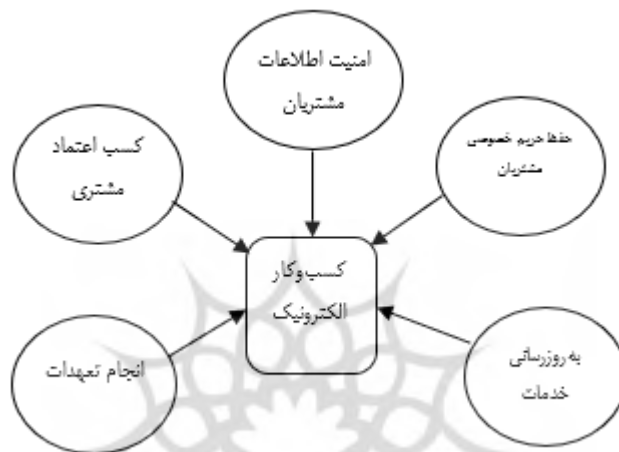 امنیت اطلاعات
مشتریان
حفظ حریم خصوصی
مشتریان
کسب اعتماد
مشتری
کسب‌وکار
الکترونیک
به روزرسانی
خدمات
انجام تعهدات